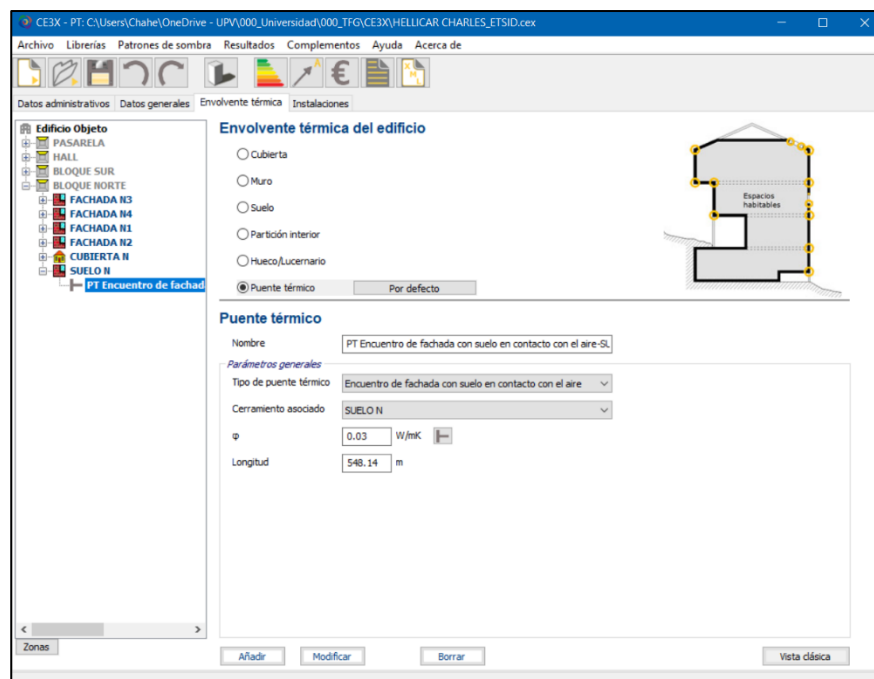 CE3X - PT: C:\Users\Chahe\OneDrive - UPV\000_Universidad\000_TFG\CE3X\HELLICAR CHARLES_ETSID.cex
Archivo Librerías Patrones de sombra Resultados Complementos Ayuda Acerca de
Datos administrativos Datos generales Envolvente térmica Instalaciones
Edificio Objeto
PASARELA
HALL
BLOQUE SUR
BLOQUE NORTE
FACHADA N3
FACHADA N4
FACHADA N1
FACHADA N2
CUBIERTA N
SUELO N
PT Encuentro de fachad
Zonas
Envolvente térmica del edificio
Cubierta
Muro
Suelo
Partición interior
Hueco/Lucernario
Puente térmico Por defecto
Espacios
habitables
Puente térmico
Nombre PT Encuentro de fachada con suelo en contacto con el aire-SU
Parámetros generales
Tipo de puente térmico Encuentro de fachada con suelo en contacto con el aire
Cerramiento asociado SUELO N
φ 0.03 W/mK
Longitud 548.14 m
Añadir Modificar Borrar Vista clásica